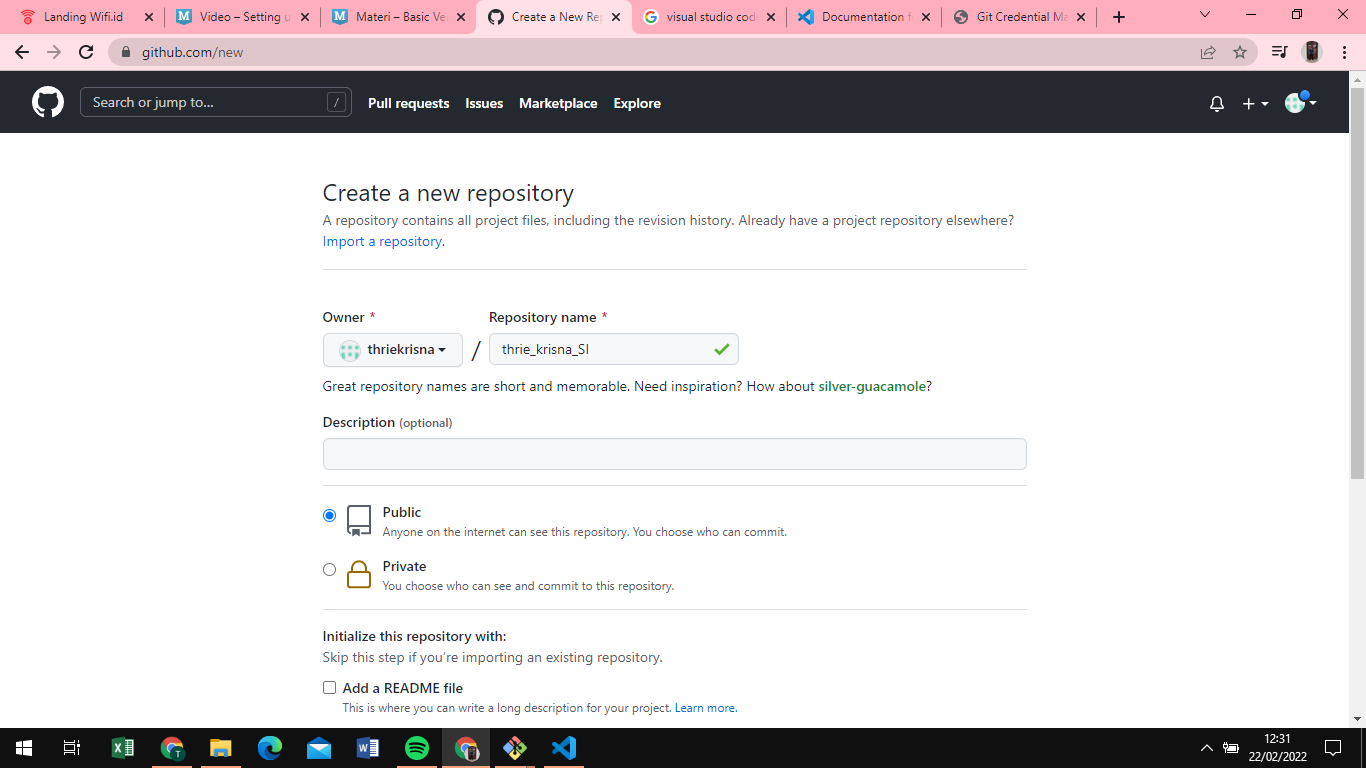 Landing Wifi.id
Video – Setting u
Materi – Basic Ve
Create a New Rep
visual studio cod
Documentation f
Git Credential Ma
github.com/new
Search or jump to... /
Pull requests Issues Marketplace Explore
Create a new repository
A repository contains all project files, including the revision history. Already have a project repository elsewhere?
Import a repository.
Owner * Repository name *
thriekrisna / thrie_krisna_SI
Great repository names are short and memorable. Need inspiration? How about silver-guacamole?
Description (optional)
Public
Anyone on the internet can see this repository. You choose who can commit.
Private
You choose who can see and commit to this repository.
Initialize this repository with:
Skip this step if you're importing an existing repository.
Add a README file
This is where you can write a long description for your project. Learn more.
T
12:31
22/02/2022